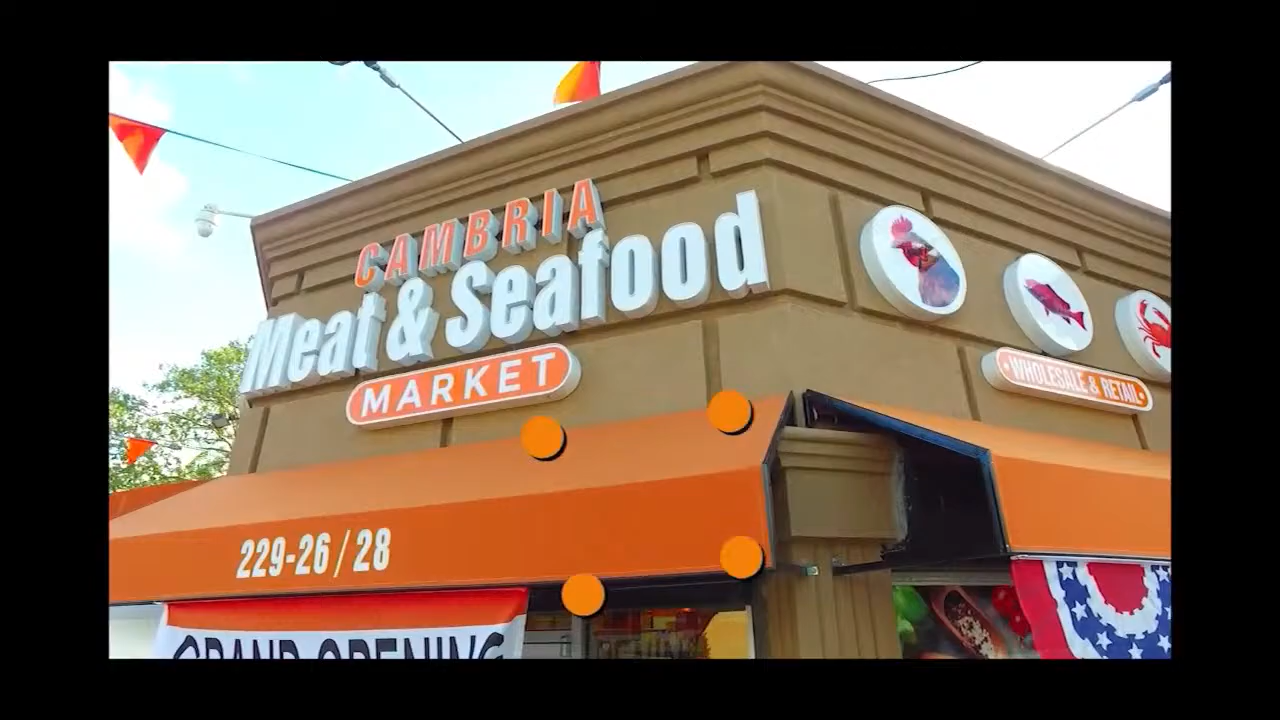 CAMBRIA
Meat & Seafood
MARKET
WHOLESALE & RETAIL
229-26 / 28
GRAND OPENING